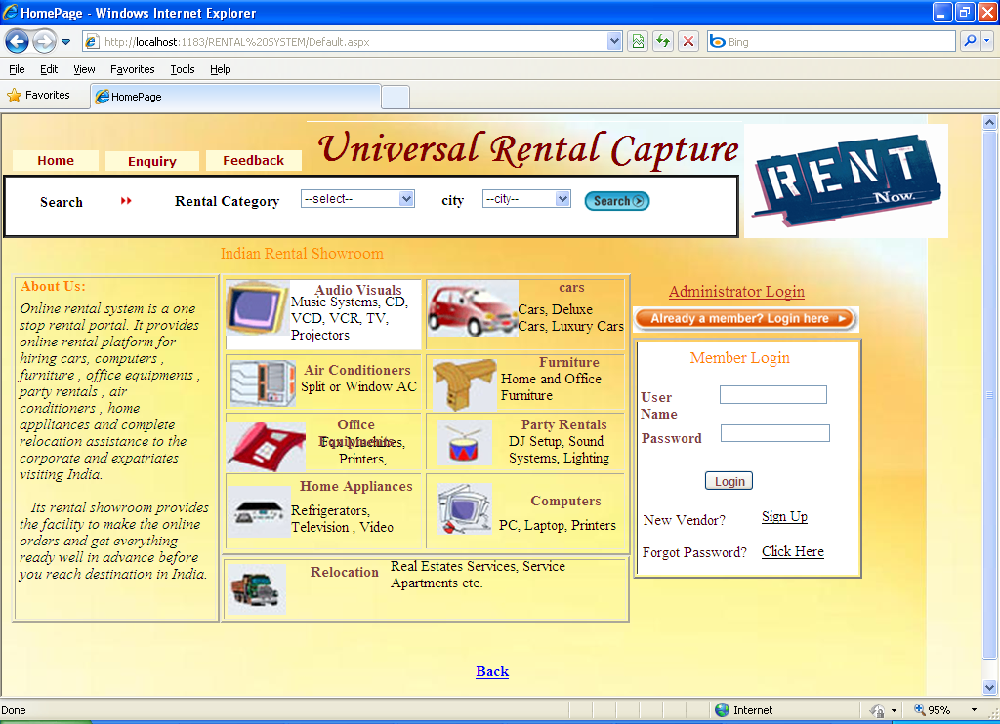 HomePage - Windows Internet Explorer
http://localhost:1183/RENTAL%20SYSTEM/Default.aspx
Bing
File Edit View Favorites Tools Help
Favorites
HomePage
Universal Rental Capture
Home
Enquiry
Feedback
RENT
Now.
Search
Rental Category
--select--
city
--city--
Search
Indian Rental Showroom
About Us:
Online rental system is a one
stop rental portal. It provides
online rental platform for
hiring cars, computers ,
furniture , office equipments ,
party rentals , air
conditioners , home
applliances and complete
relocation assistance to the
corporate and expatriates
visiting India.
Its rental showroom provides
the facility to make the online
orders and get everything
ready well in advance before
you reach destination in India.
Audio Visuals
Music Systems, CD,
VCD, VCR, TV,
Projectors
cars
Cars, Deluxe
Cars, Luxury Cars
Air Conditioners
Split or Window AC
Furniture
Home and Office
Furniture
Office
Equipments
Fax Machines,
Printers,
Party Rentals
DJ Setup, Sound
Systems, Lighting
Home Appliances
Refrigerators,
Television , Video
Computers
PC, Laptop, Printers
Relocation
Real Estates Services, Service
Apartments etc.
Administrator Login
Already a member? Login here
Member Login
User
Name
Password
Login
New Vendor?
Sign Up
Forgot Password?
Click Here
Back
Done
Internet
95%